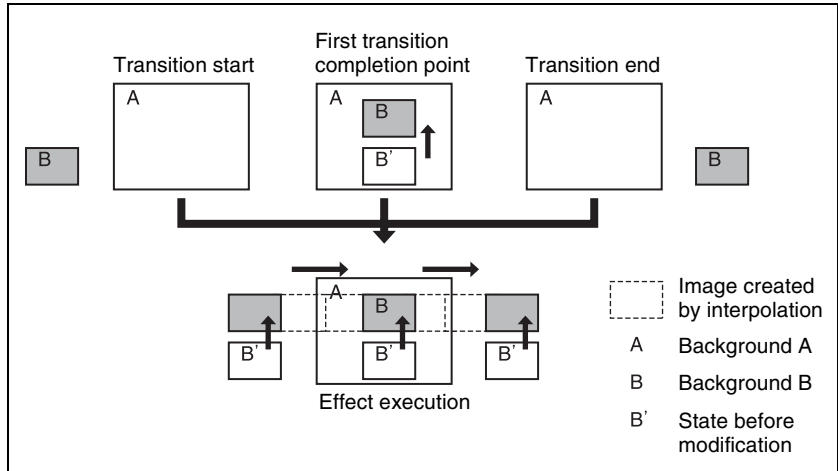 Transition start
First transition
completion point
Transition end
A
A
A
B
B
B'
B
A
B
B'
B'
B'
Effect execution
Image created
by interpolation
A Background A
B Background B
B' State before
modification